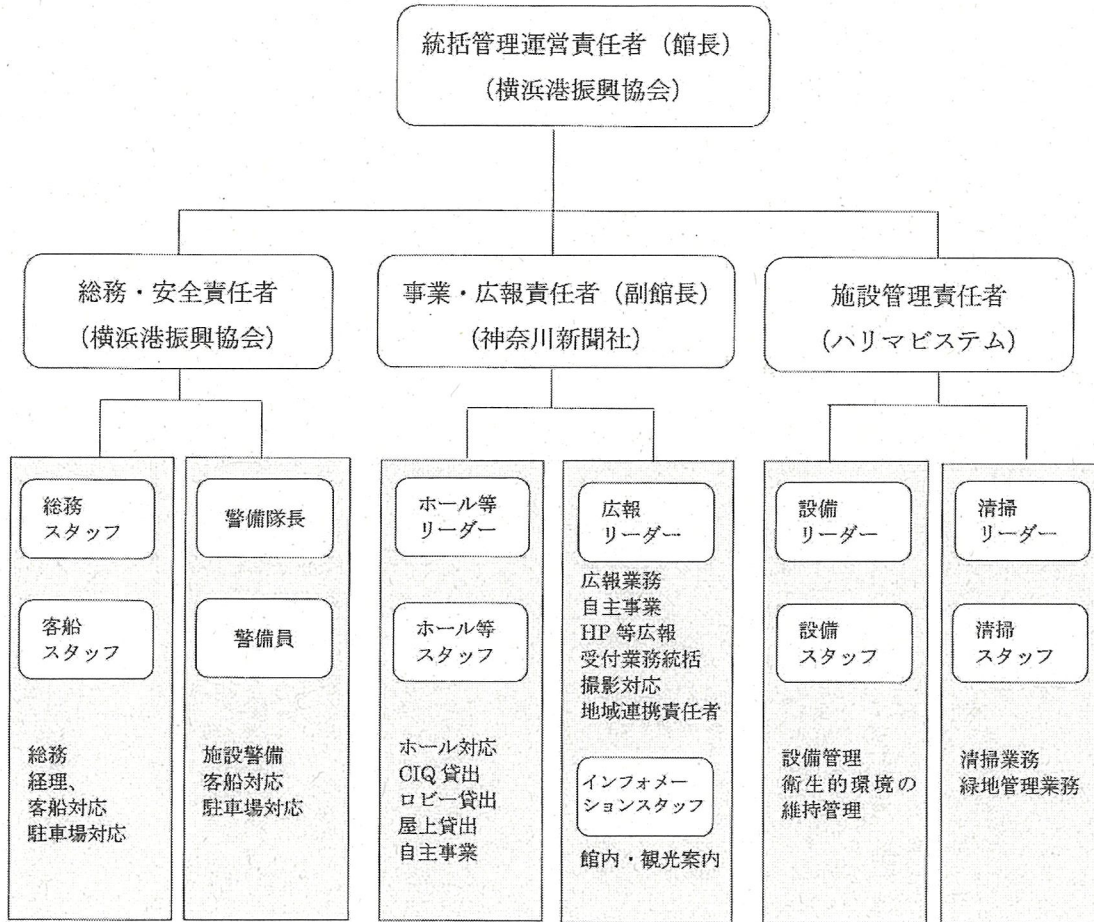 統括管理運営責任者（館長）
（横浜港振興協会）
総務・安全責任者
（横浜港振興協会）
事業・広報責任者（副館長）
（神奈川新聞社）
施設管理責任者
（ハリマビステム）
総務
スタッフ
客船
スタッフ
総務
経理、
客船対応
駐車場対応
警備隊長
警備員
施設警備
客船対応
駐車場対応
ホール等
リーダー
ホール等
スタッフ
ホール対応
CIQ 貸出
ロビー貸出
屋上貸出
自主事業
広報
リーダー
広報業務
自主事業
HP 等広報
受付業務統括
撮影対応
地域連携責任者
インフォメー
ションスタッフ
館内・観光案内
設備
リーダー
設備
スタッフ
設備管理
衛生的環境の
維持管理
清掃
リーダー
清掃
スタッフ
清掃業務
緑地管理業務